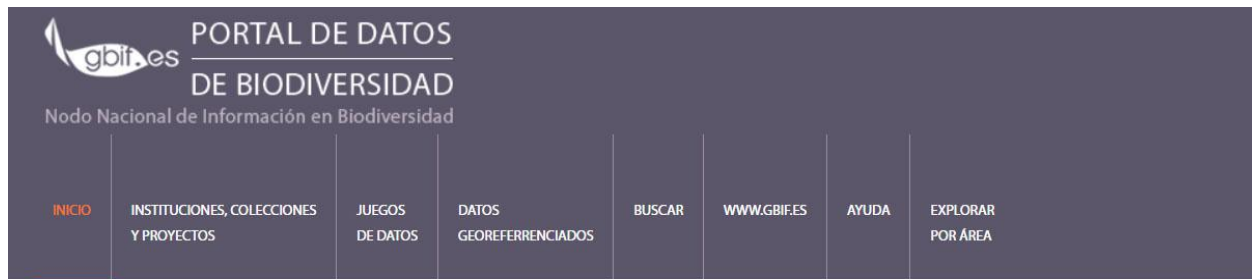 gbif.es
PORTAL DE DATOS
DE BIODIVERSIDAD
Nodo Nacional de Información en Biodiversidad
INICIO
INSTITUCIONES, COLECCIONES
Y PROYECTOS
JUEGOS
DE DATOS
DATOS
GEOREFERRENCIADOS
BUSCAR
WWW.GBIF.ES
AYUDA
EXPLORAR
POR ÁREA